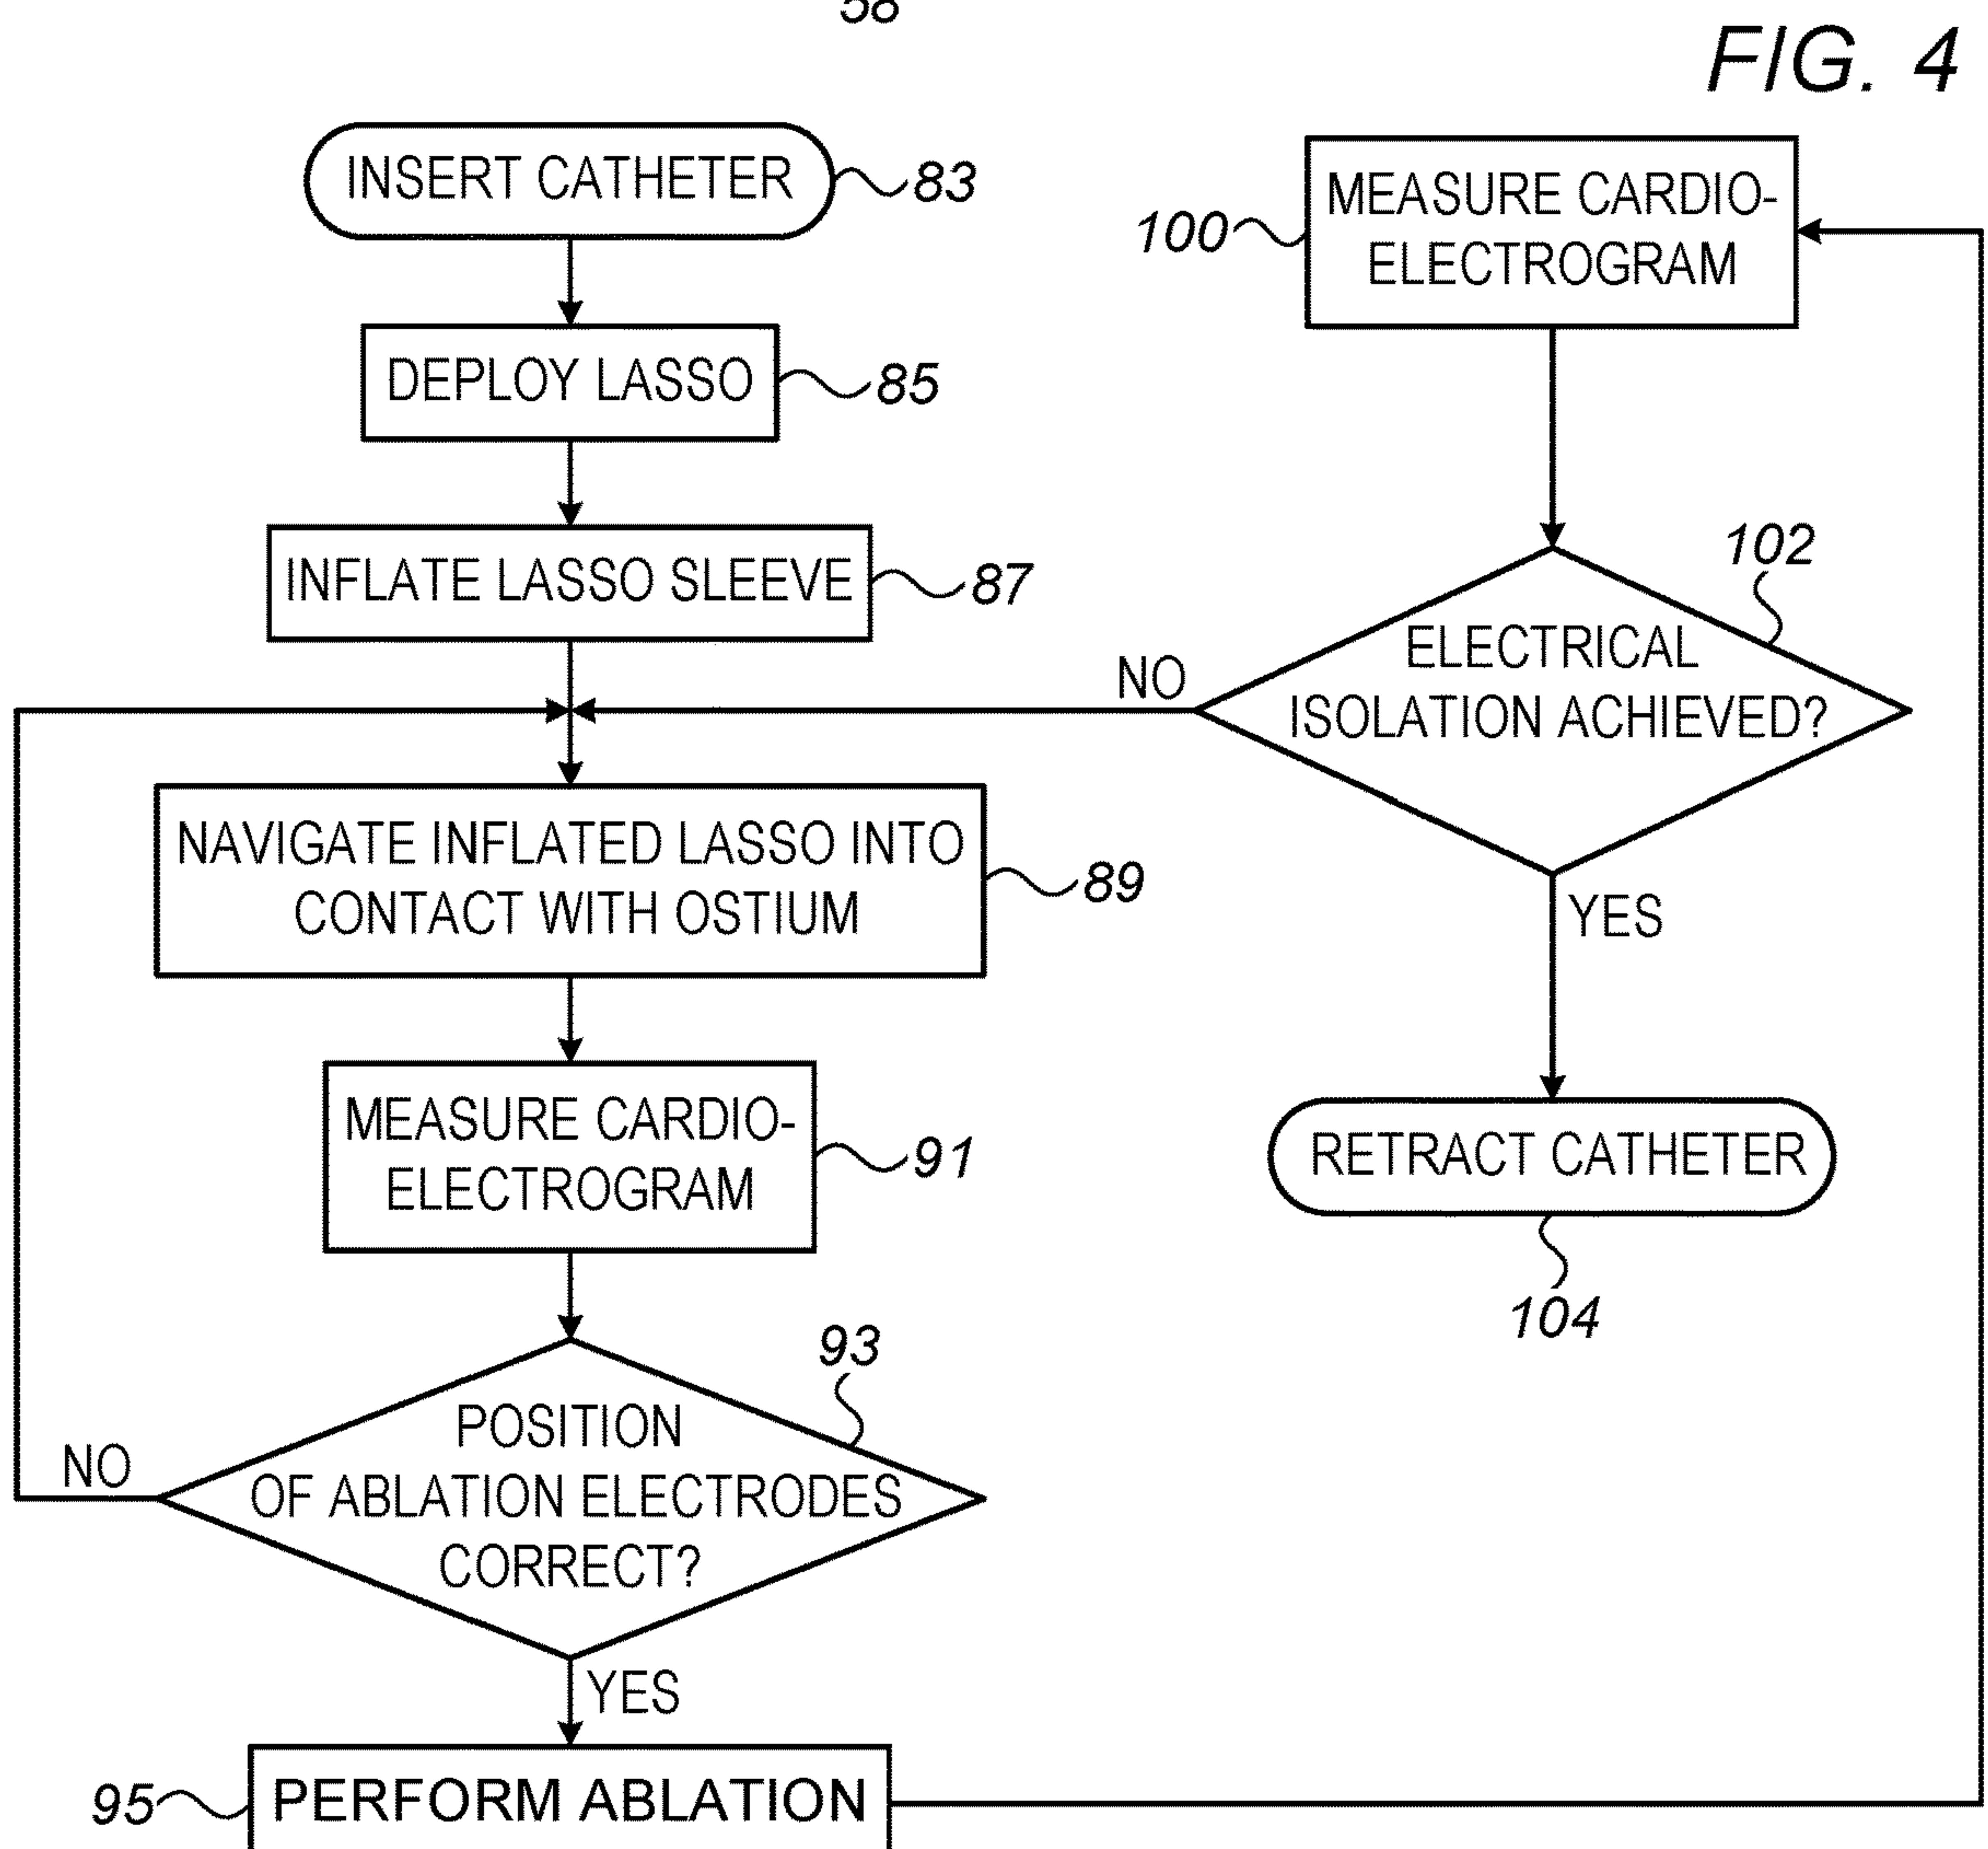 58
FIG. 4
INSERT CATHETER
83
DEPLOY LASSO
85
INFLATE LASSO SLEEVE
87
NAVIGATE INFLATED LASSO INTO
CONTACT WITH OSTIUM
89
MEASURE CARDIO-
ELECTROGRAM
91
93
POSITION
OF ABLATION ELECTRODES
CORRECT?
NO
YES
95
PERFORM ABLATION
100
MEASURE CARDIO-
ELECTROGRAM
102
ELECTRICAL
ISOLATION ACHIEVED?
NO
YES
RETRACT CATHETER
104